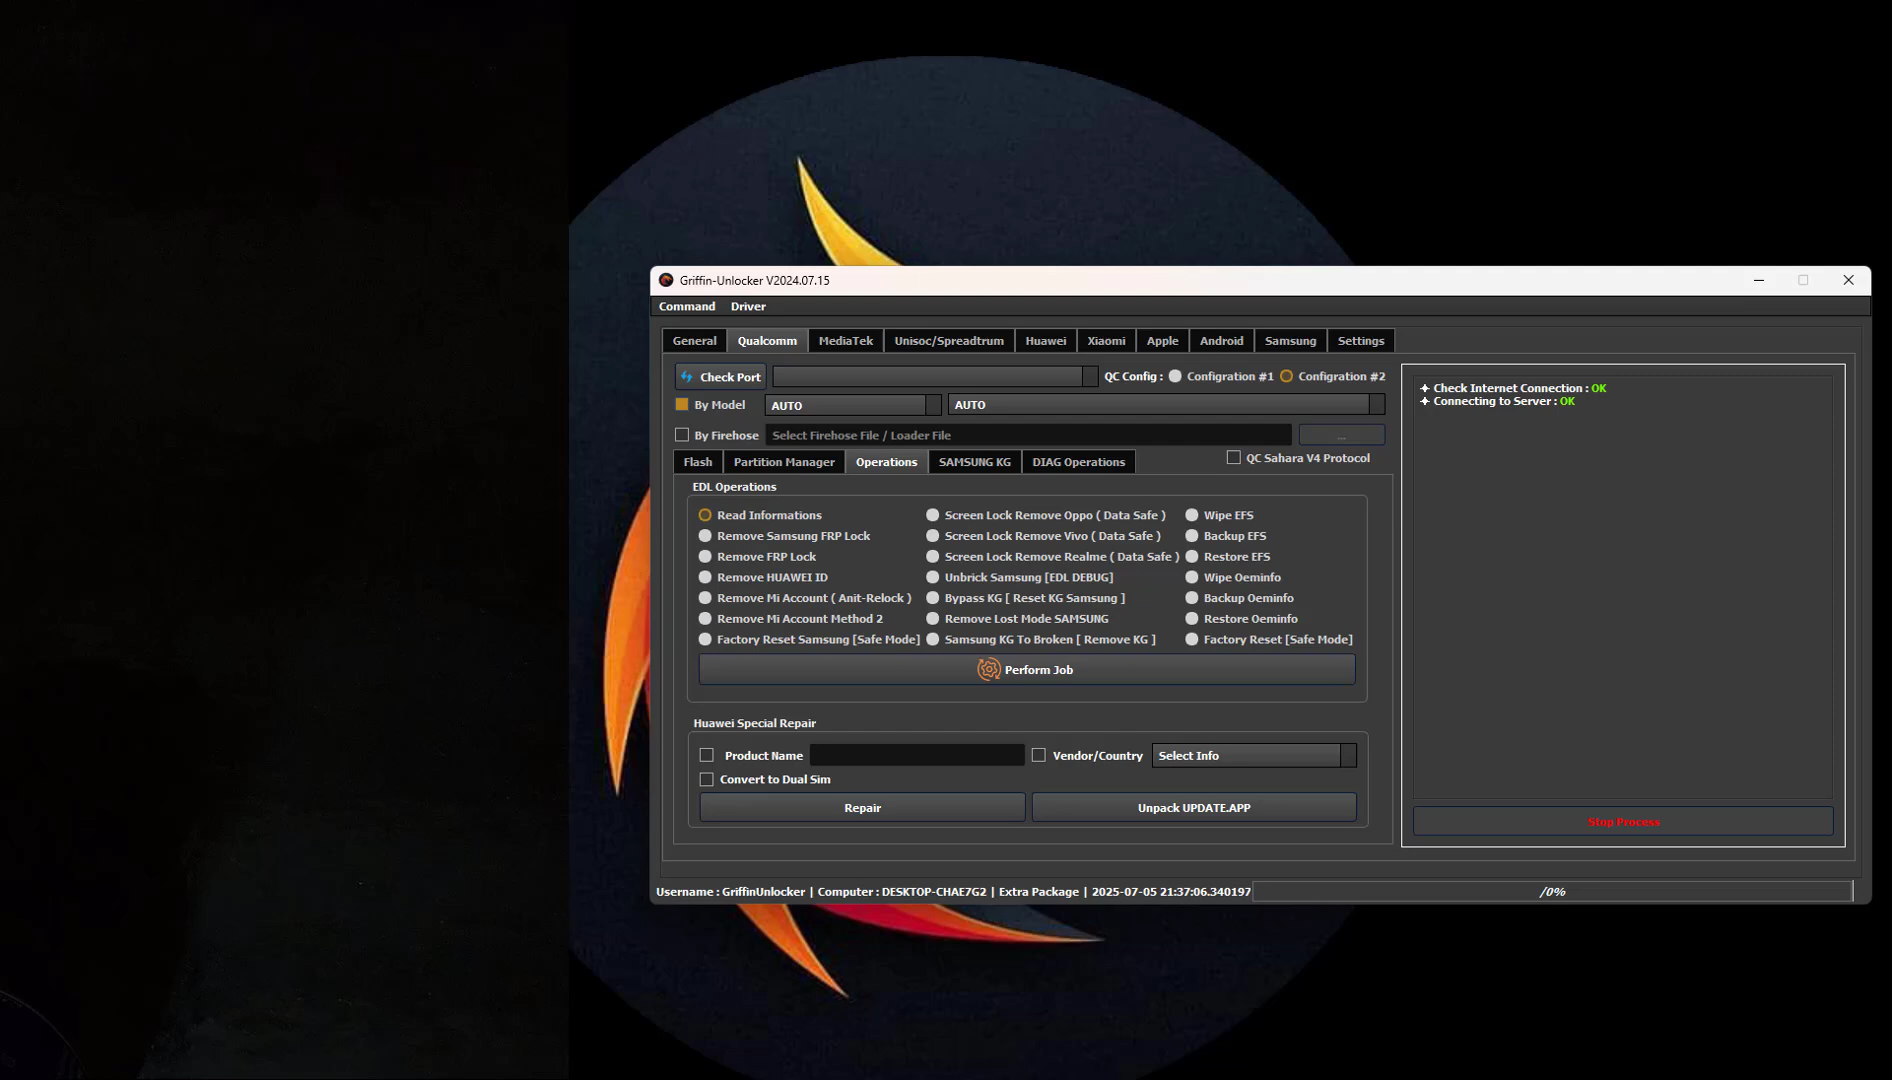 Griffin-Unlocker V2024.07.15
Command Driver
General Qualcomm MediaTek Unisoc/Spreadtrum Huawei Xiaomi Apple Android Samsung Settings
Check Port QC Config : Configration #1 Configration #2
By Model AUTO AUTO
By Firehose Select Firehose File / Loader File ...
Flash Partition Manager Operations SAMSUNG KG DIAG Operations QC Sahara V4 Protocol
EDL Operations
Read Informations Screen Lock Remove Oppo ( Data Safe ) Wipe EFS
Remove Samsung FRP Lock Screen Lock Remove Vivo ( Data Safe ) Backup EFS
Remove FRP Lock Screen Lock Remove Realme ( Data Safe ) Restore EFS
Remove HUAWEI ID Unbrick Samsung [EDL DEBUG] Wipe Oeminfo
Remove Mi Account ( Anit-Relock ) Bypass KG [ Reset KG Samsung ] Backup Oeminfo
Remove Mi Account Method 2 Remove Lost Mode SAMSUNG Restore Oeminfo
Factory Reset Samsung [Safe Mode] Samsung KG To Broken [ Remove KG ] Factory Reset [Safe Mode]
Perform Job
Huawei Special Repair
Product Name Vendor/Country Select Info
Convert to Dual Sim
Repair Unpack UPDATE.APP
Check Internet Connection : OK
Connecting to Server : OK
Stop Process
Username : GriffinUnlocker | Computer : DESKTOP-CHAE7G2 | Extra Package | 2025-07-05 21:37:06.340197 /0%